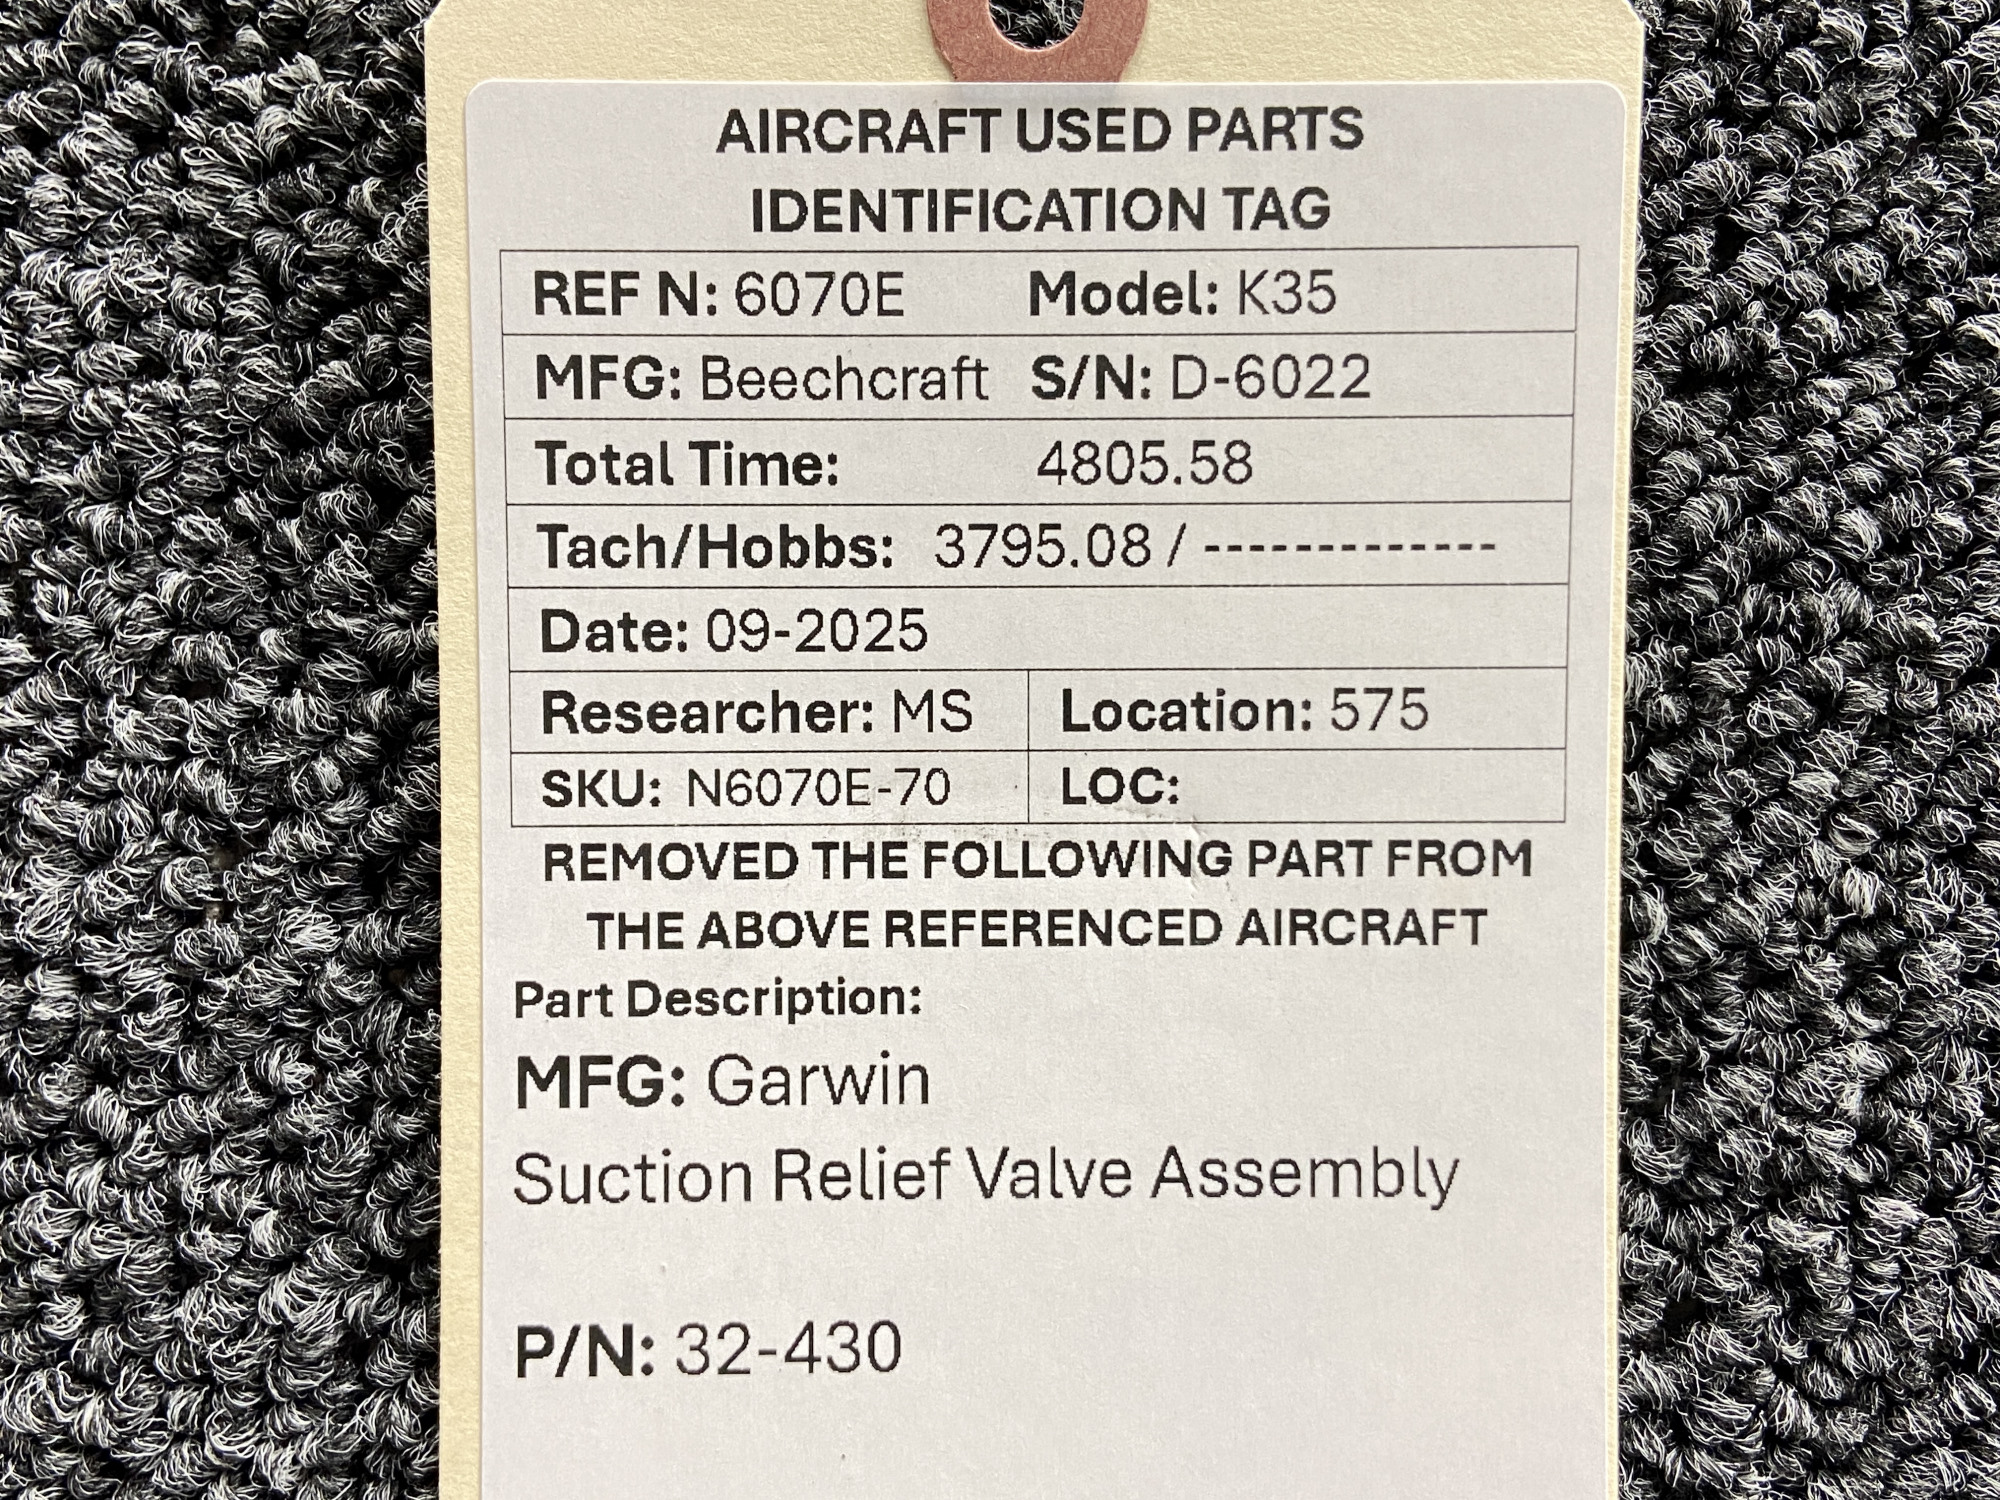 AIRCRAFT USED PARTS
IDENTIFICATION TAG
REF N: 6070E Model: K35
MFG: Beechcraft S/N: D-6022
Total Time: 4805.58
Tach/Hobbs: 3795.08 / -------------
Date: 09-2025
Researcher: MS Location: 575
SKU: N6070E-70 LOC:
REMOVED THE FOLLOWING PART FROM
THE ABOVE REFERENCED AIRCRAFT
Part Description:
MFG: Garwin
Suction Relief Valve Assembly
P/N: 32-430